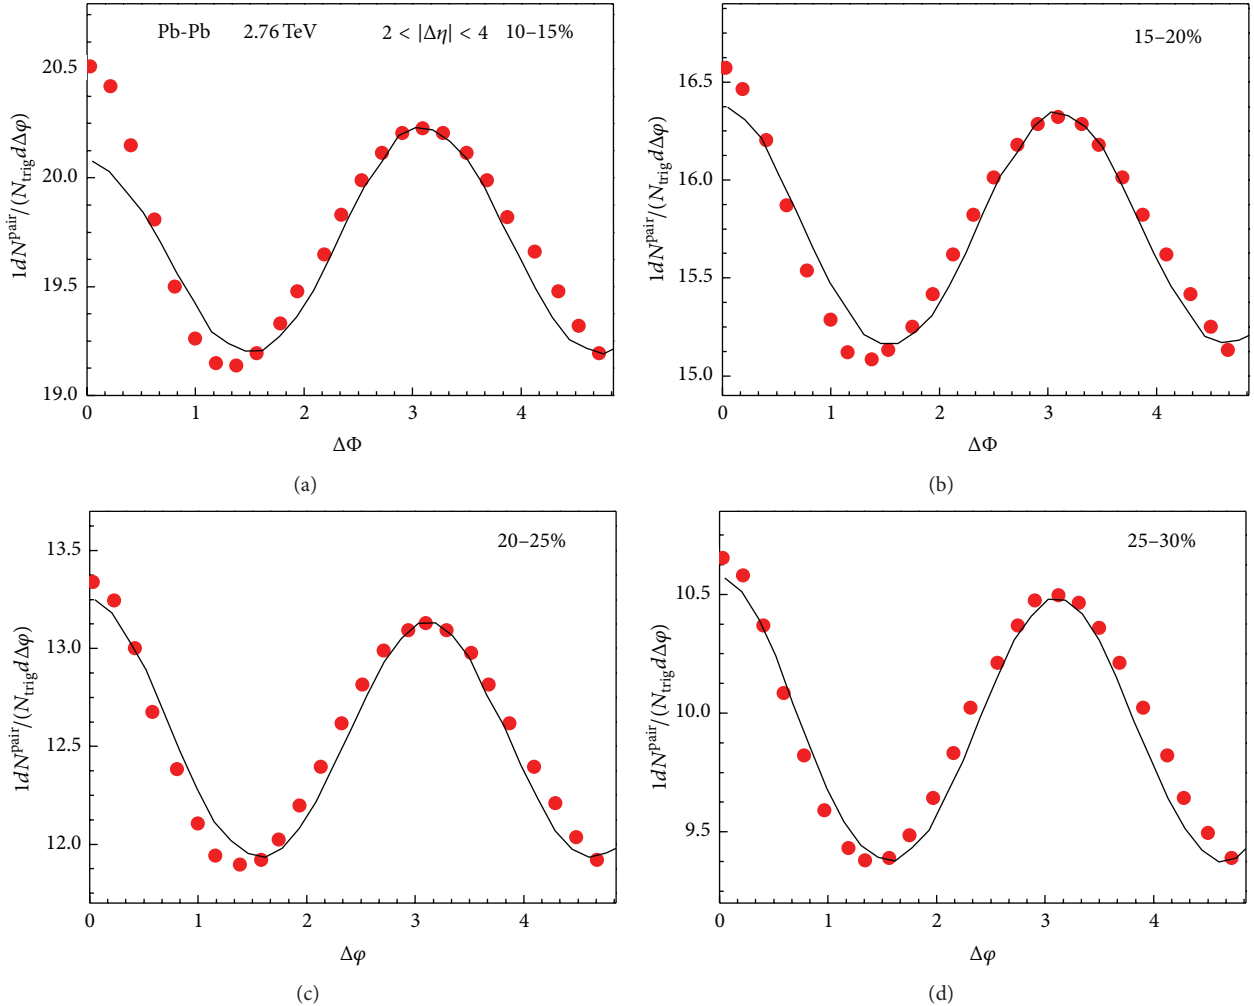 Pb-Pb 2.76 TeV 2 < |Δη| < 4 10–15%
20.5
20.0
19.5
19.0
1dN^pair/(N_trig dΔφ)
0 1 2 3 4
ΔΦ
(a)
15–20%
16.5
16.0
15.5
15.0
1dN^pair/(N_trig dΔφ)
0 1 2 3 4
ΔΦ
(b)
20–25%
13.5
13.0
12.5
12.0
1dN^pair/(N_trig dΔφ)
0 1 2 3 4
Δφ
(c)
25–30%
10.5
10.0
9.5
1dN^pair/(N_trig dΔφ)
0 1 2 3 4
Δφ
(d)